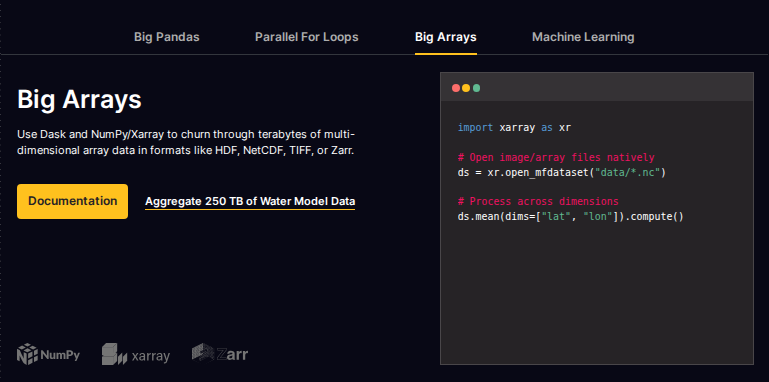 Big Pandas
Parallel For Loops
Big Arrays
Machine Learning
Big Arrays
Use Dask and NumPy/Xarray to churn through terabytes of multi-
dimensional array data in formats like HDF, NetCDF, TIFF, or Zarr.
Documentation
Aggregate 250 TB of Water Model Data
NumPy
xarray
Zarr
import xarray as xr
# Open image/array files natively
ds = xr.open_mfdataset("data/*.nc")
# Process across dimensions
ds.mean(dims=["lat", "lon"]).compute()